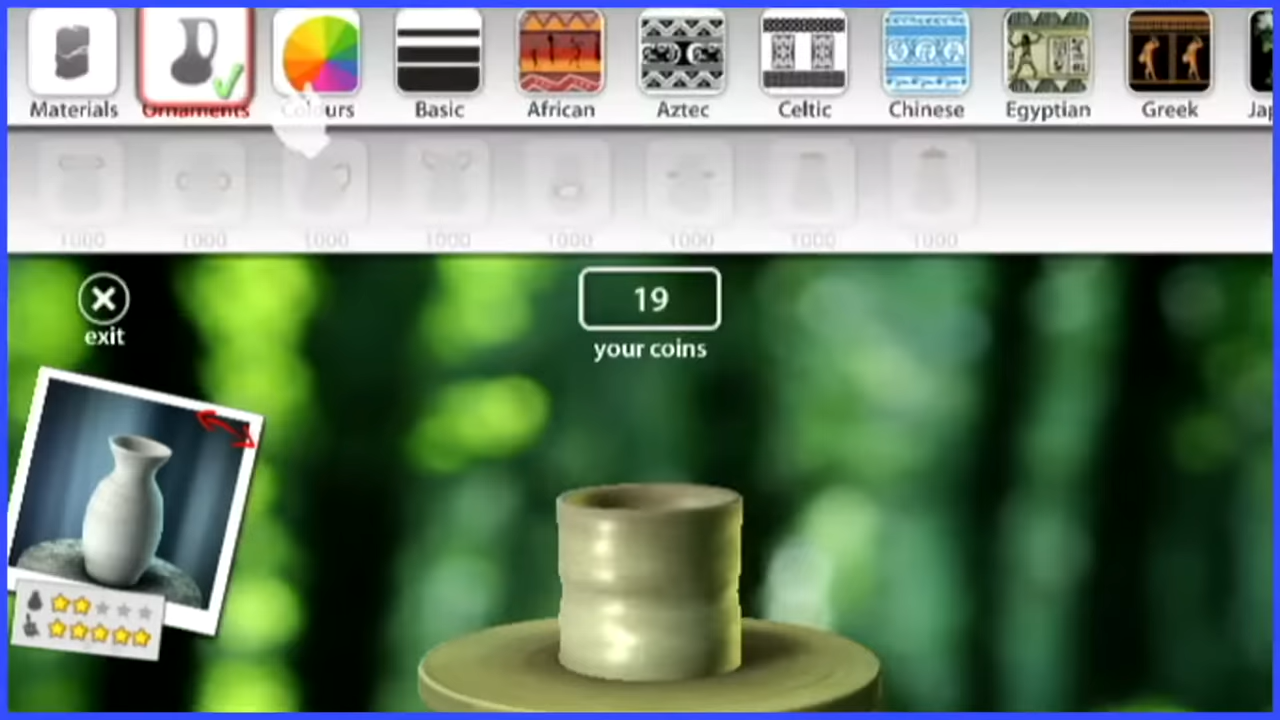 Materials Ornaments Colours Basic African Aztec Celtic Chinese Egyptian Greek
1000 1000 1000 1000 1000 1000 1000 1000
19
exit
your coins